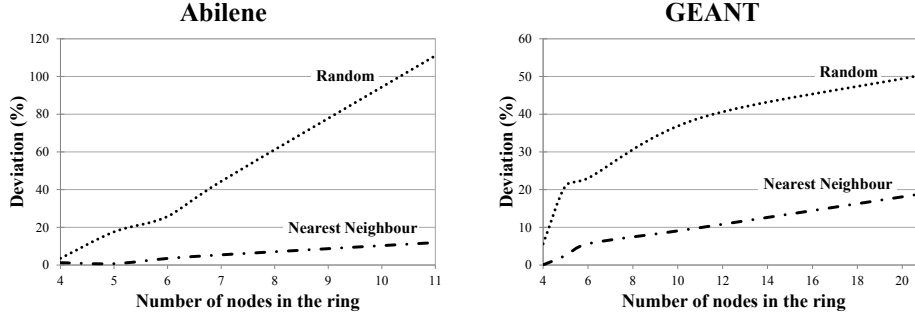 Abilene
120
100
80
60
40
20
0
Deviation (%)
Random
Nearest Neighbour
4 5 6 7 8 9 10 11
Number of nodes in the ring
GEANT
60
50
40
30
20
10
0
Deviation (%)
Random
Nearest Neighbour
4 6 8 10 12 14 16 18 20
Number of nodes in the ring